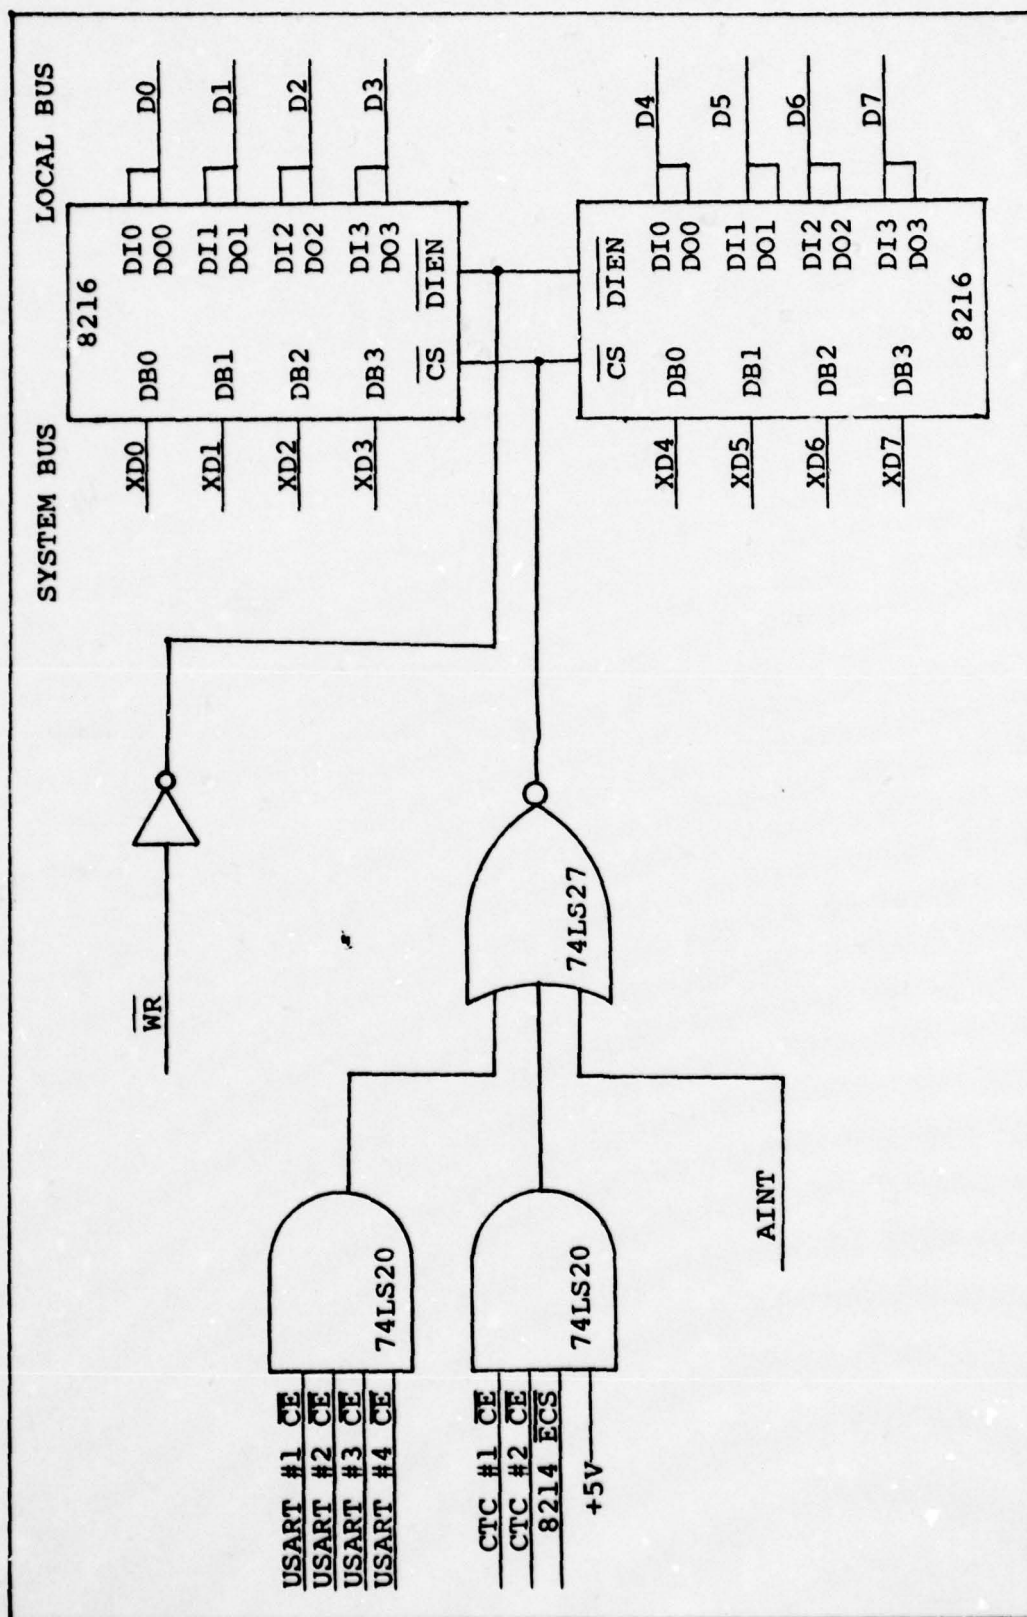 SYSTEM BUS
LOCAL BUS
8216
XD0
DB0
DI0
DO0
D0
XD1
DB1
DI1
DO1
D1
XD2
DB2
DI2
DO2
D2
XD3
DB3
DI3
DO3
D3
CS
DIEN
CS
DIEN
XD4
DB0
DI0
DO0
D4
XD5
DB1
DI1
DO1
D5
XD6
DB2
DI2
DO2
D6
XD7
DB3
DI3
DO3
D7
8216
WR
USART #1 CE
USART #2 CE
USART #3 CE
USART #4 CE
74LS20
74LS27
CTC #1 CE
CTC #2 CE
8214 ECS
+5V
74LS20
AINT